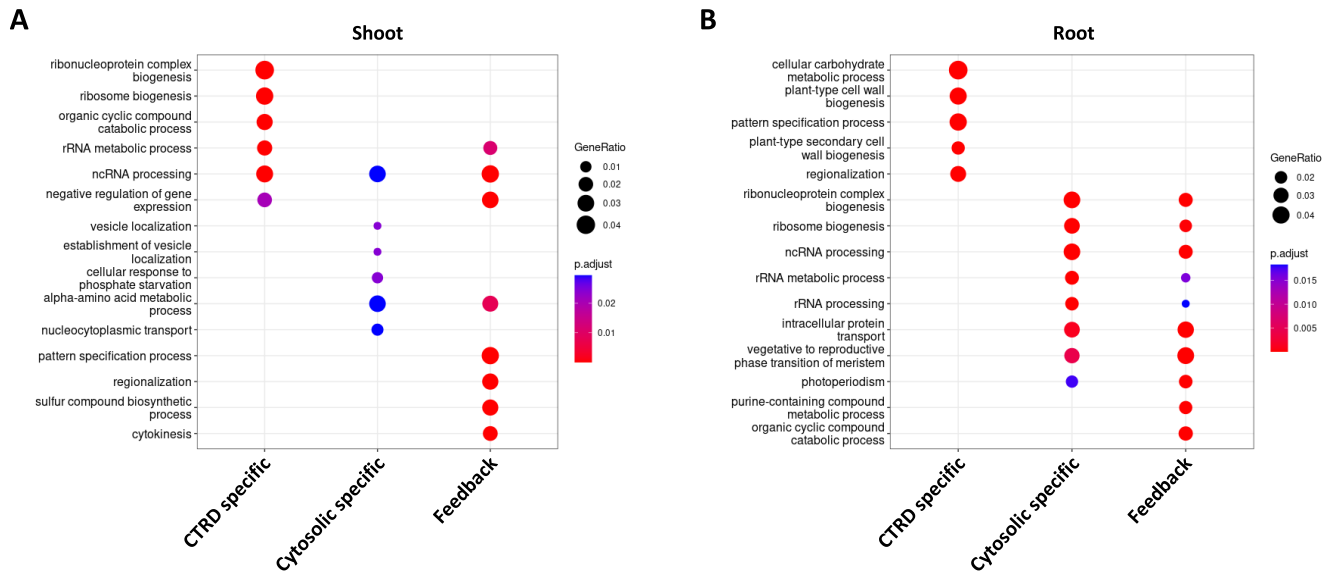 A
Shoot
ribonucleoprotein complex
biogenesis
ribosome biogenesis
organic cyclic compound
catabolic process
rRNA metabolic process
ncRNA processing
negative regulation of gene
expression
vesicle localization
establishment of vesicle
localization
cellular response to
phosphate starvation
alpha-amino acid metabolic
process
nucleocytoplasmic transport
pattern specification process
regionalization
sulfur compound biosynthetic
process
cytokinesis
CTRD specific
Cytosolic specific
Feedback
GeneRatio
0.01
0.02
0.03
0.04
p.adjust
0.02
0.01
B
Root
cellular carbohydrate
metabolic process
plant-type cell wall
biogenesis
pattern specification process
plant-type secondary cell
wall biogenesis
regionalization
ribonucleoprotein complex
biogenesis
ribosome biogenesis
ncRNA processing
rRNA metabolic process
rRNA processing
intracellular protein
transport
vegetative to reproductive
phase transition of meristem
photoperiodism
purine-containing compound
metabolic process
organic cyclic compound
catabolic process
CTRD specific
Cytosolic specific
Feedback
GeneRatio
0.02
0.03
0.04
p.adjust
0.015
0.010
0.005